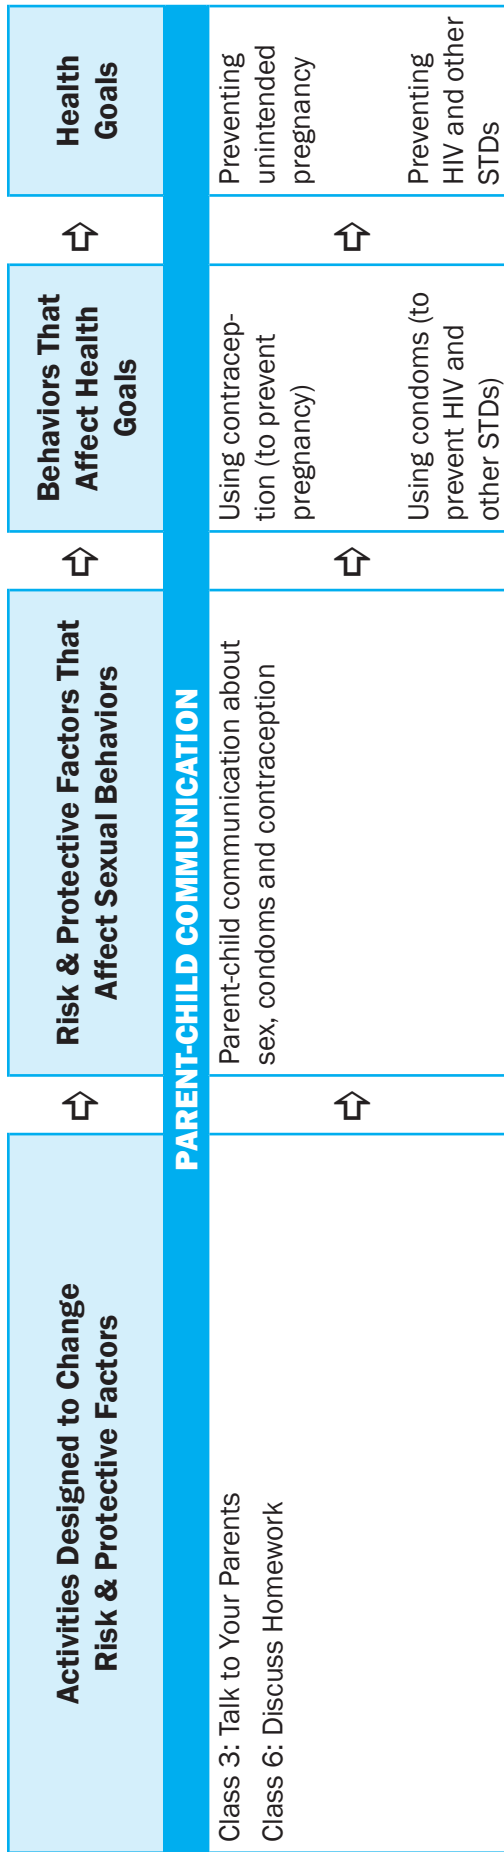 Activities Designed to Change
Risk & Protective Factors
Risk & Protective Factors That
Affect Sexual Behaviors
Behaviors That
Affect Health
Goals
Health
Goals
PARENT-CHILD COMMUNICATION
Class 3: Talk to Your Parents
Class 6: Discuss Homework
Parent-child communication about
sex, condoms and contraception
Using contracep-
tion (to prevent
pregnancy)
Using condoms (to
prevent HIV and
other STDs)
Preventing
unintended
pregnancy
Preventing
HIV and other
STDs